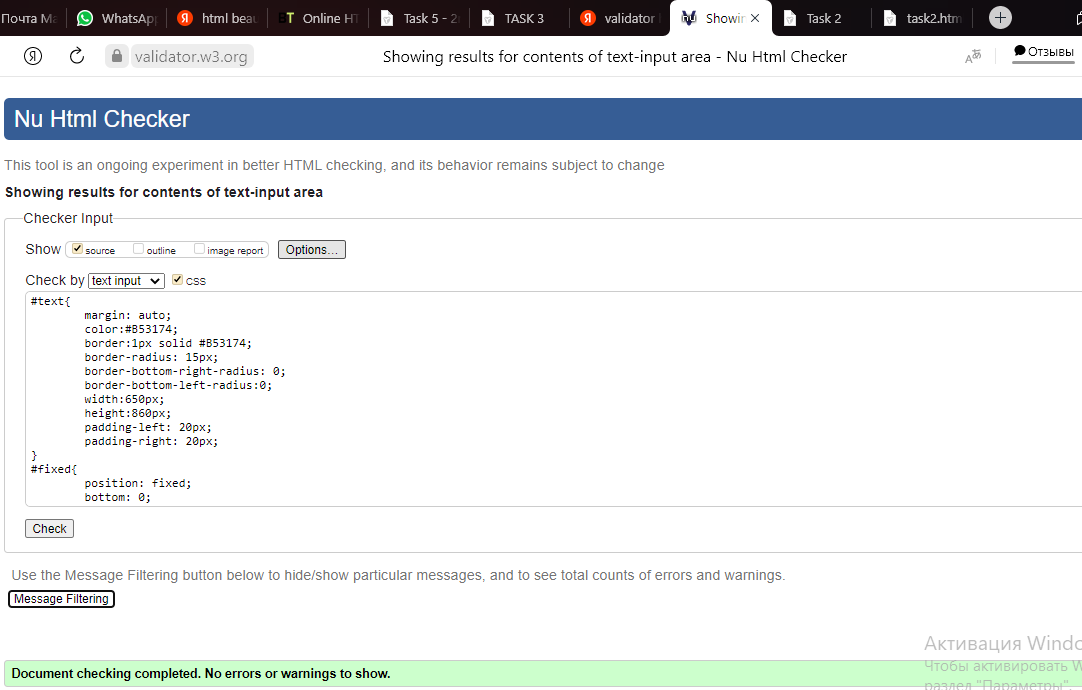 Почта Ma
WhatsApp
html beau
T Online HT
Task 5 - 2
TASK 3
validator
Showin
Task 2
task2.htm
validator.w3.org
Showing results for contents of text-input area - Nu Html Checker
Отзывы
Nu Html Checker
This tool is an ongoing experiment in better HTML checking, and its behavior remains subject to change
Showing results for contents of text-input area
Checker Input
Show source outline image report Options...
Check by text input css
#text{
margin: auto;
color:#B53174;
border:1px solid #B53174;
border-radius: 15px;
border-bottom-right-radius: 0;
border-bottom-left-radius:0;
width:650px;
height:860px;
padding-left: 20px;
padding-right: 20px;
}
#fixed{
position: fixed;
bottom: 0;
Check
Use the Message Filtering button below to hide/show particular messages, and to see total counts of errors and warnings.
Message Filtering
Активация Windo
Чтобы активировать W
раздел "Параметры".
Document checking completed. No errors or warnings to show.